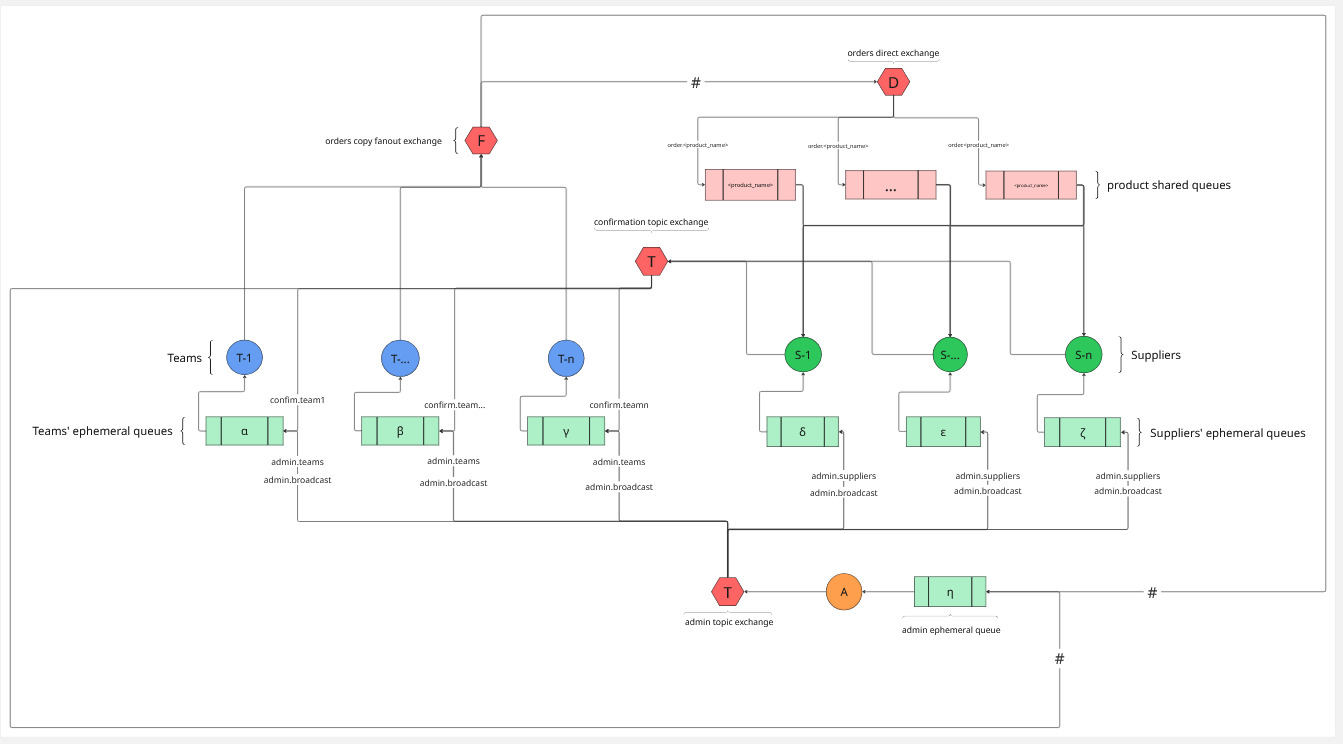 orders direct exchange
#
D
orders copy fanout exchange
F
order.<product_name>
order.<product_name>
order.<product_name>
<product_name>
...
<product_name>
product shared queues
confirmation topic exchange
T
Teams
T-1
T-...
T-n
S-1
S-...
S-n
Suppliers
confirm.team1
confirm.team...
confirm.teamn
Teams' ephemeral queues
α
β
γ
δ
ε
ζ
Suppliers' ephemeral queues
admin.teams
admin.broadcast
admin.teams
admin.broadcast
admin.teams
admin.broadcast
admin.suppliers
admin.broadcast
admin.suppliers
admin.broadcast
admin.suppliers
admin.broadcast
T
A
η
#
admin topic exchange
admin ephemeral queue
#